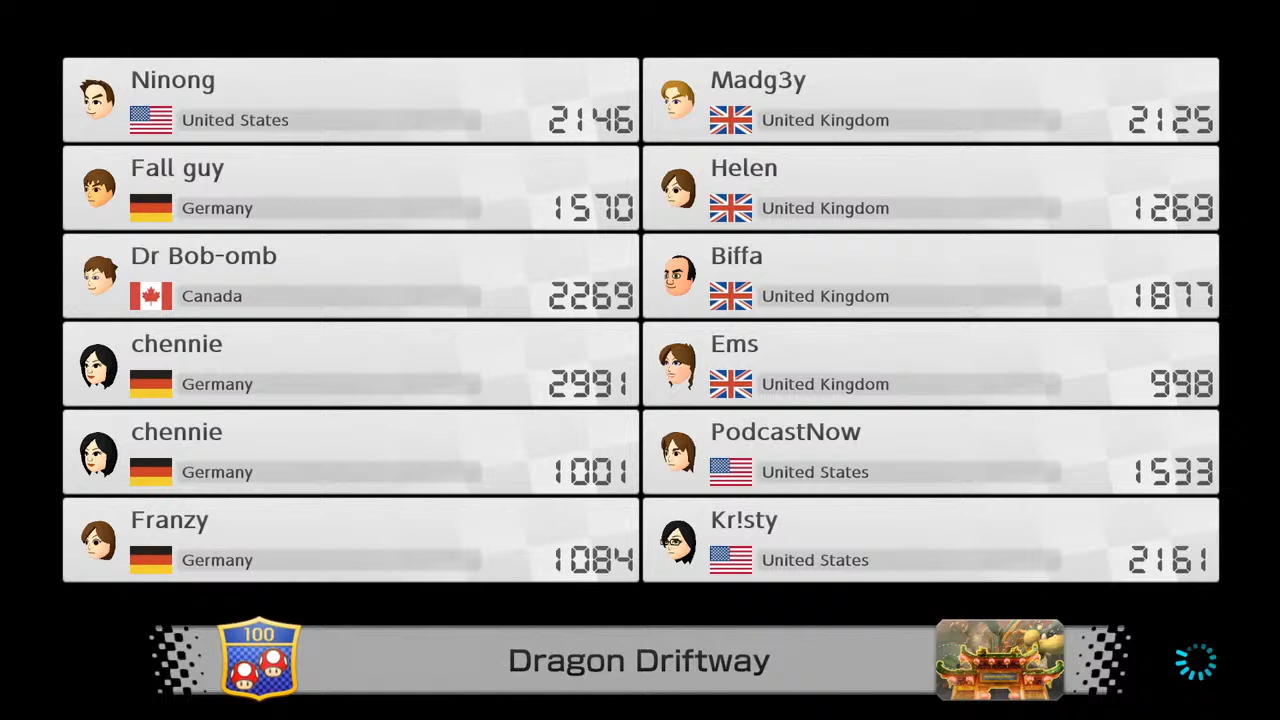 Ninong
United States 2146
Madg3y
United Kingdom 2125
Fall guy
Germany 1570
Helen
United Kingdom 1269
Dr Bob-omb
Canada 2269
Biffa
United Kingdom 1877
chennie
Germany 2991
Ems
United Kingdom 998
chennie
Germany 1001
PodcastNow
United States 1533
Franzy
Germany 1084
Kr!sty
United States 2161
100
Dragon Driftway